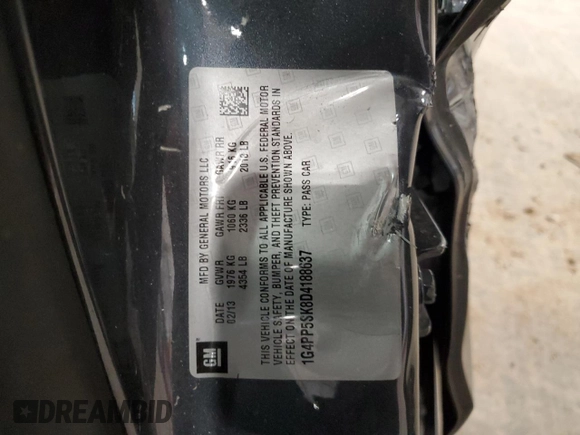 MFD BY GENERAL MOTORS LLC
DATE GVWR GAWR FRT GAWR RR
02/13 1976 KG 1060 KG KG
4354 LB 2336 LB LB
THIS VEHICLE CONFORMS TO ALL APPLICABLE U.S. FEDERAL MOTOR
VEHICLE SAFETY, BUMPER, AND THEFT PREVENTION STANDARDS IN
EFFECT ON THE DATE OF MANUFACTURE SHOWN ABOVE.
1G4PP5SK8D4188637 TYPE: PASS CAR
GM
DREAMBID